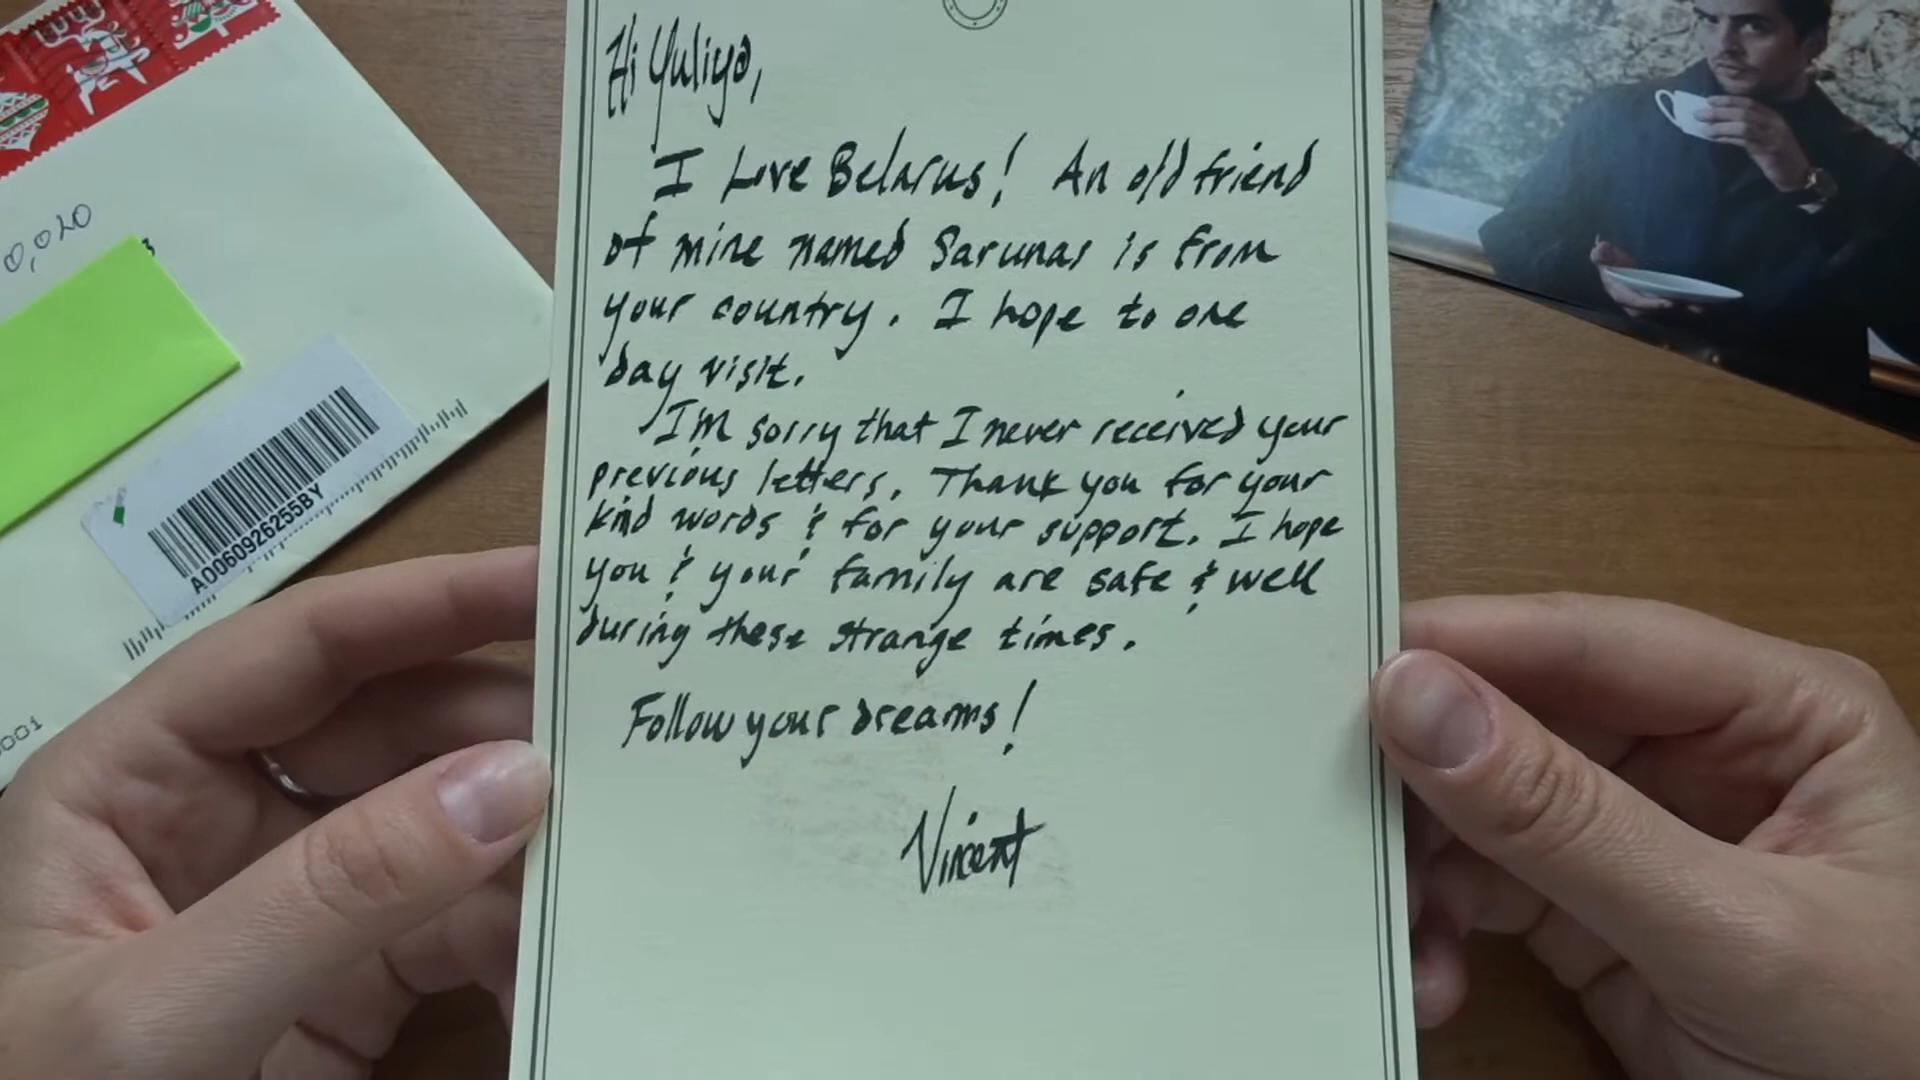 Hi Yuliya,
I Love Belarus! An old friend
of mine named Sarunas is from
your country. I hope to one
day visit.
I'm sorry that I never received your
previous letters. Thank you for your
kind words & for your support. I hope
you & your family are safe & well
during these strange times.
Follow your dreams!
Vincent
A0060926255BY
0001